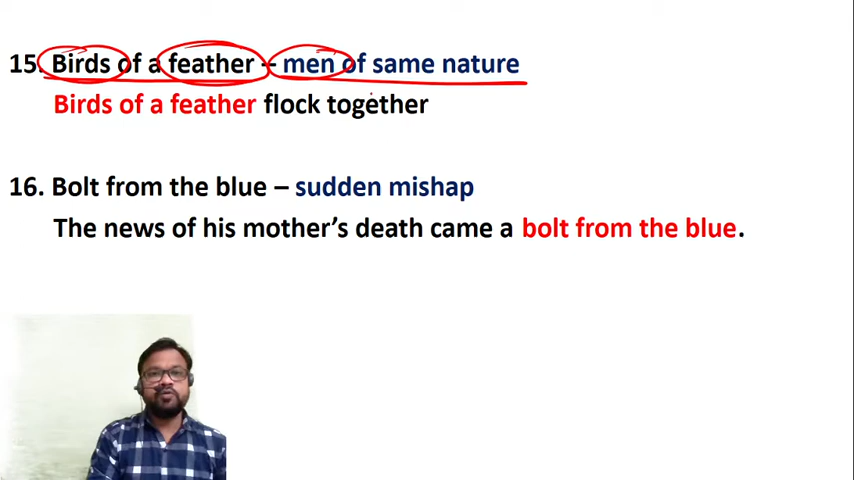 15. Birds of a feather – men of same nature
Birds of a feather flock together
16. Bolt from the blue – sudden mishap
The news of his mother’s death came a bolt from the blue.